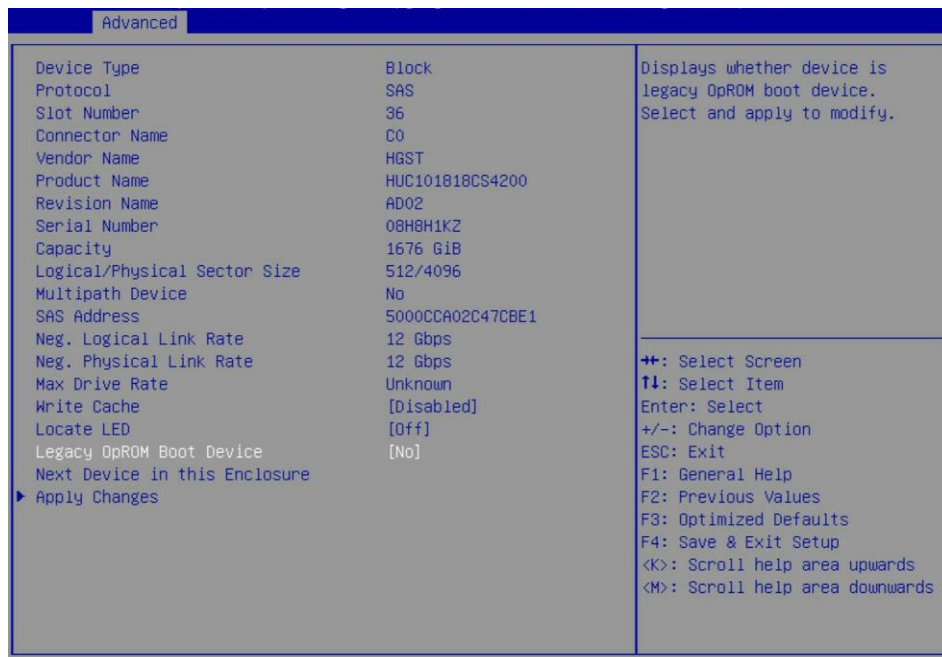 Advanced
Device Type Block
Protocol SAS
Slot Number 36
Connector Name C0
Vendor Name HGST
Product Name HUC101818CS4200
Revision Name AD02
Serial Number 08H8H1KZ
Capacity 1676 GiB
Logical/Physical Sector Size 512/4096
Multipath Device No
SAS Address 5000CCA02C47CBE1
Neg. Logical Link Rate 12 Gbps
Neg. Physical Link Rate 12 Gbps
Max Drive Rate Unknown
Write Cache [Disabled]
Locate LED [Off]
Legacy OpROM Boot Device [No]
Next Device in this Enclosure
Apply Changes
Displays whether device is
legacy OpROM boot device.
Select and apply to modify.
→←: Select Screen
↑↓: Select Item
Enter: Select
+/-: Change Option
ESC: Exit
F1: General Help
F2: Previous Values
F3: Optimized Defaults
F4: Save & Exit Setup
<K>: Scroll help area upwards
<M>: Scroll help area downwards